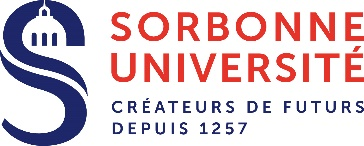 SORBONNE
UNIVERSITÉ
CRÉATEURS DE FUTURS
DEPUIS 1257